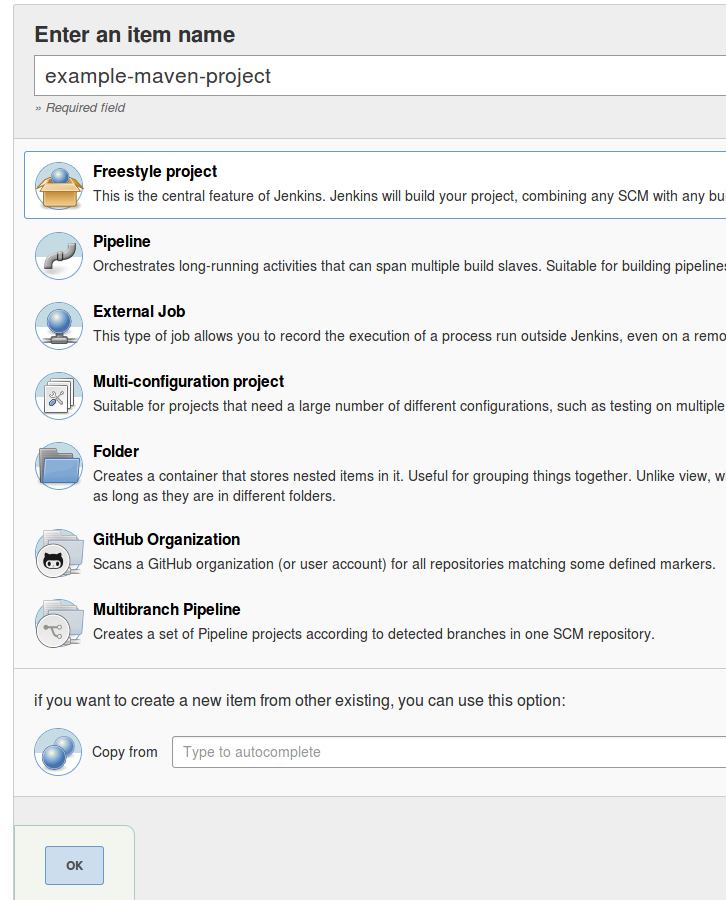 Enter an item name
example-maven-project
» Required field
Freestyle project
This is the central feature of Jenkins. Jenkins will build your project, combining any SCM with any bu
Pipeline
Orchestrates long-running activities that can span multiple build slaves. Suitable for building pipelines
External Job
This type of job allows you to record the execution of a process run outside Jenkins, even on a remo
Multi-configuration project
Suitable for projects that need a large number of different configurations, such as testing on multiple
Folder
Creates a container that stores nested items in it. Useful for grouping things together. Unlike view, w
as long as they are in different folders.
GitHub Organization
Scans a GitHub organization (or user account) for all repositories matching some defined markers.
Multibranch Pipeline
Creates a set of Pipeline projects according to detected branches in one SCM repository.
if you want to create a new item from other existing, you can use this option:
Copy from
Type to autocomplete
OK